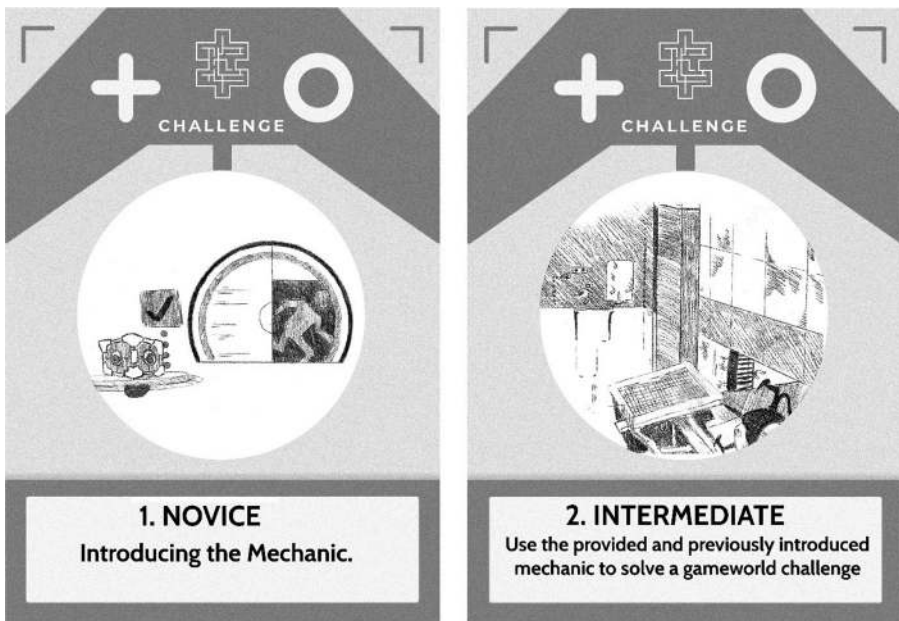 CHALLENGE
1. NOVICE
Introducing the Mechanic.
CHALLENGE
2. INTERMEDIATE
Use the provided and previously introduced
mechanic to solve a gameworld challenge